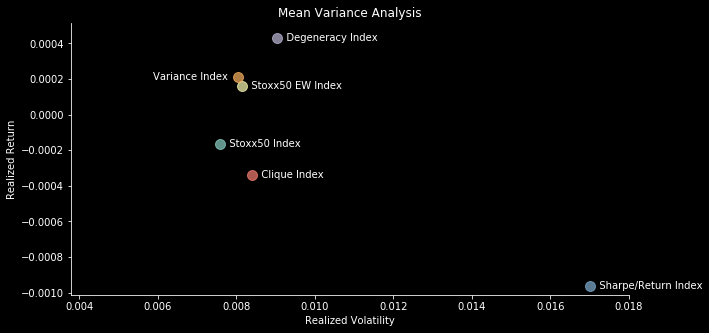 Mean Variance Analysis
Realized Return
0.0004
0.0002
0.0000
−0.0002
−0.0004
−0.0006
−0.0008
−0.0010
Degeneracy Index
Variance Index
Stoxx50 EW Index
Stoxx50 Index
Clique Index
Sharpe/Return Index
0.004 0.006 0.008 0.010 0.012 0.014 0.016 0.018
Realized Volatility